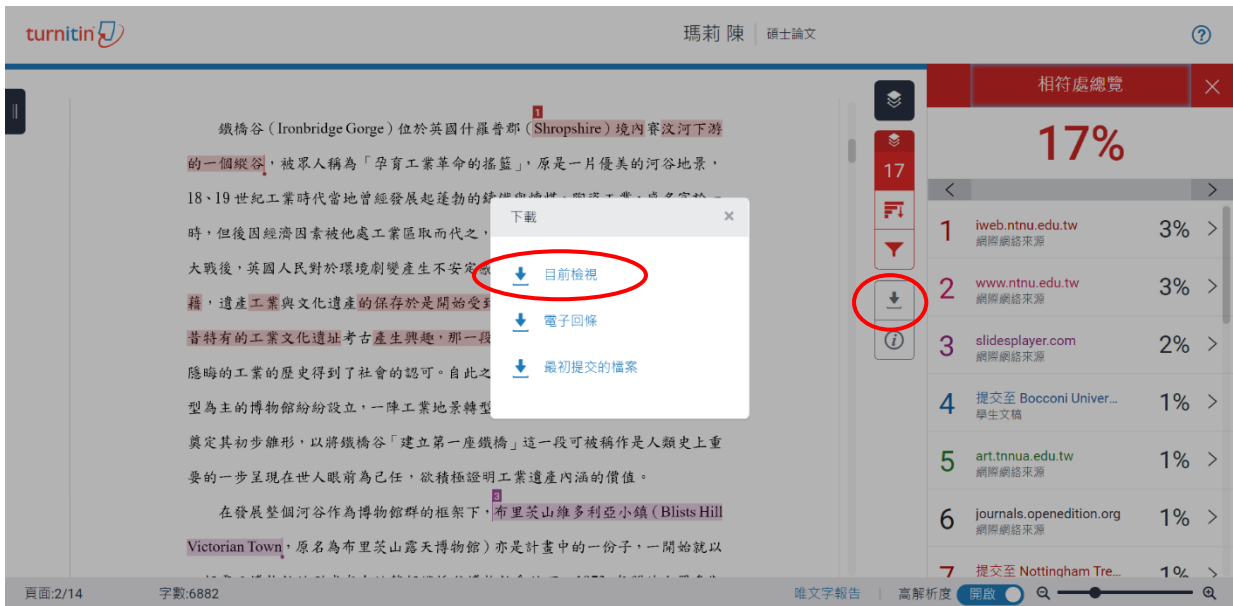 turnitin
瑪莉 陳 碩士論文
?
相符處總覽 ×
17%
17
1
鐵橋谷（Ironbridge Gorge）位於英國什羅普郡（Shropshire）境內賽汶河下游
的一個縱谷，被眾人稱為「孕育工業革命的搖籃」，原是一片優美的河谷地景，
18、19 世紀工業時代當地曾經發展起蓬勃的
時，但後因經濟因素被他處工業區取而代之，
大戰後，英國人民對於環境劇變產生不安定
藉，遺產工業與文化遺產的保存於是開始受到
昔特有的工業文化遺址考古產生興趣，那一段
隱晦的工業的歷史得到了社會的認可。自此之
型為主的博物館紛紛設立，一陣工業地景轉型
奠定其初步雛形，以將鐵橋谷「建立第一座鐵橋」這一段可被稱作是人類史上重
要的一步呈現在世人眼前為己任，欲積極證明工業遺產內涵的價值。
3
在發展整個河谷作為博物館群的框架下，布里茨山維多利亞小鎮（Blists Hill
Victorian Town，原名為布里茨山露天博物館）亦是計畫中的一份子，一開始就以
下載 ×
目前檢視
電子回條
最初提交的檔案
< >
1 iweb.ntnu.edu.tw 3% >
網際網絡來源
2 www.ntnu.edu.tw 3% >
網際網絡來源
3 slidesplayer.com 2% >
網際網絡來源
4 提交至 Bocconi Univer... 1% >
學生文稿
5 art.tnnua.edu.tw 1% >
網際網絡來源
6 journals.openedition.org 1% >
網際網絡來源
7 提交至 Nottingham Tre... 1% >
頁面:2/14 字數:6882 唯文字報告 高解析度 開啟